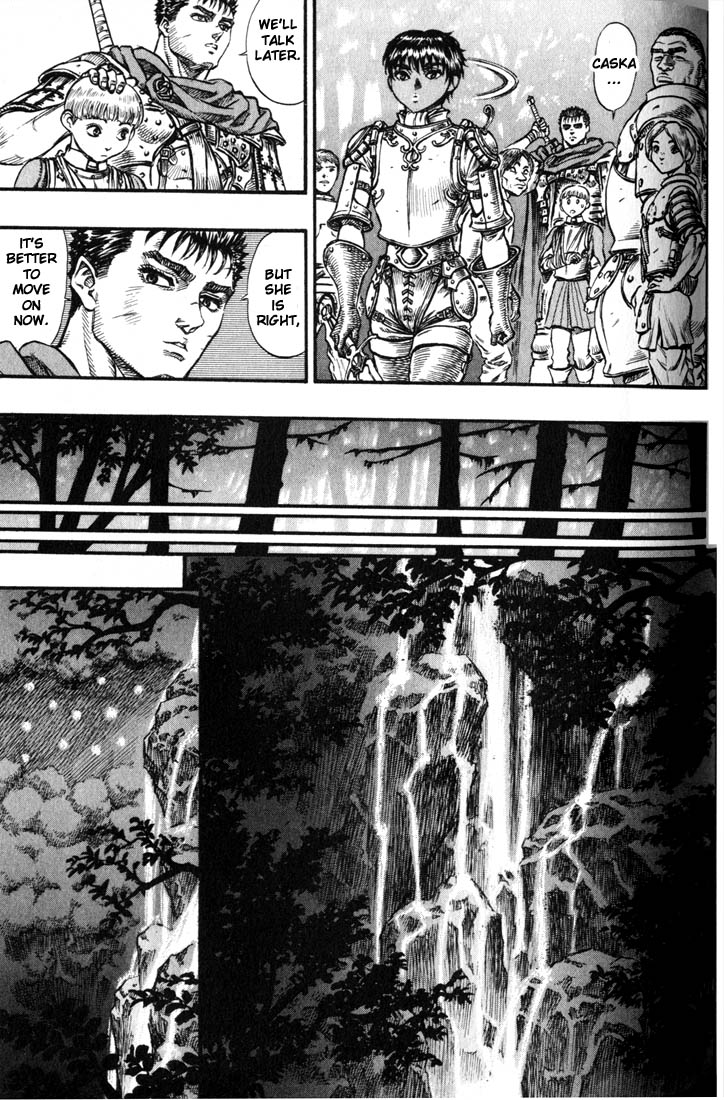 CASKA
...
WE'LL
TALK
LATER.
BUT
SHE
IS
RIGHT,
IT'S
BETTER
TO
MOVE
ON
NOW.